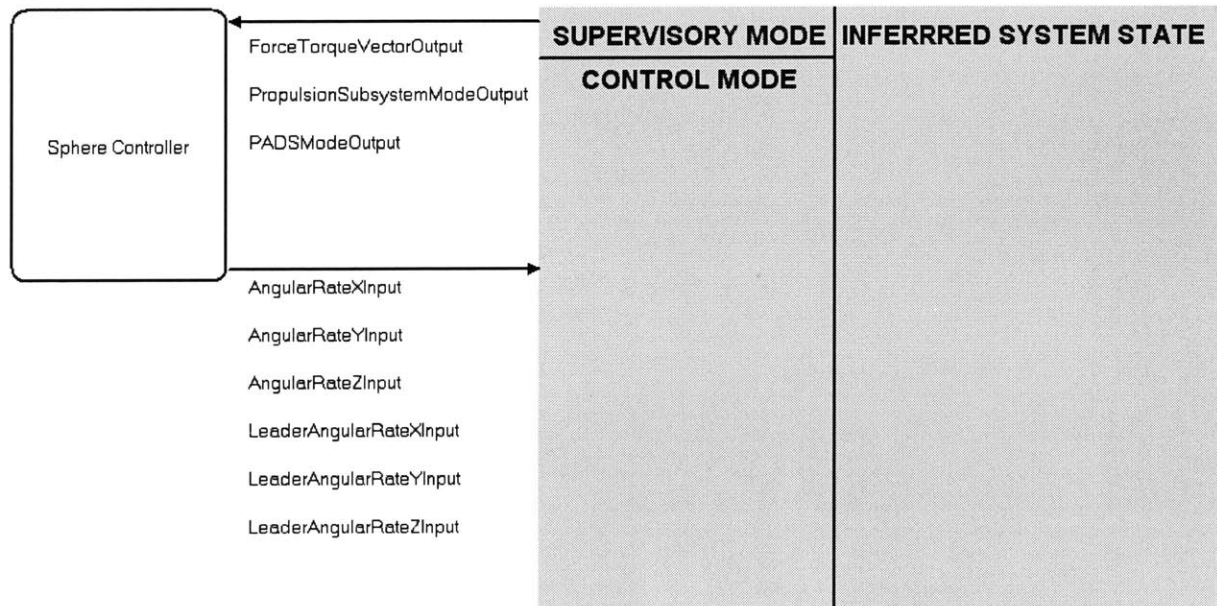 Sphere Controller
ForceTorqueVectorOutput
PropulsionSubsystemModeOutput
PADSModeOutput
AngularRateXInput
AngularRateYInput
AngularRateZInput
LeaderAngularRateXInput
LeaderAngularRateYInput
LeaderAngularRateZInput
SUPERVISORY MODE
CONTROL MODE
INFERRRED SYSTEM STATE